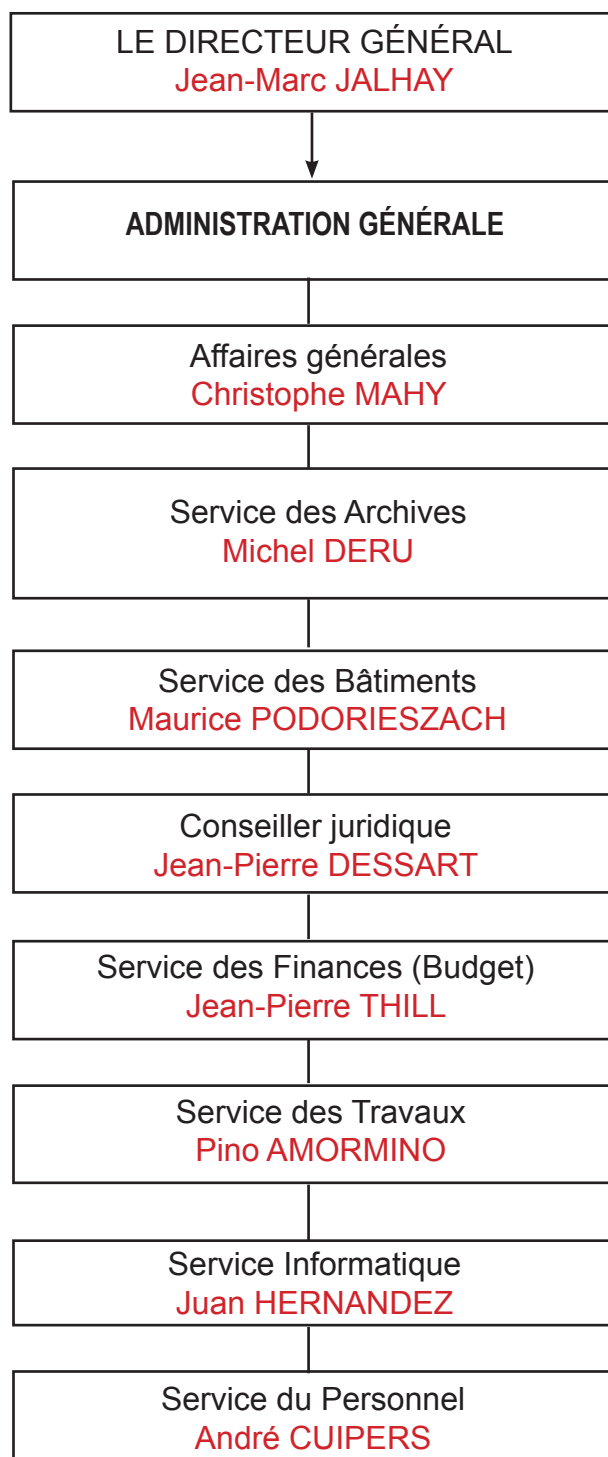 LE DIRECTEUR GÉNÉRAL
Jean-Marc JALHAY
ADMINISTRATION GÉNÉRALE
Affaires générales
Christophe MAHY
Service des Archives
Michel DERU
Service des Bâtiments
Maurice PODORIESZACH
Conseiller juridique
Jean-Pierre DESSART
Service des Finances (Budget)
Jean-Pierre THILL
Service des Travaux
Pino AMORMINO
Service Informatique
Juan HERNANDEZ
Service du Personnel
André CUIPERS